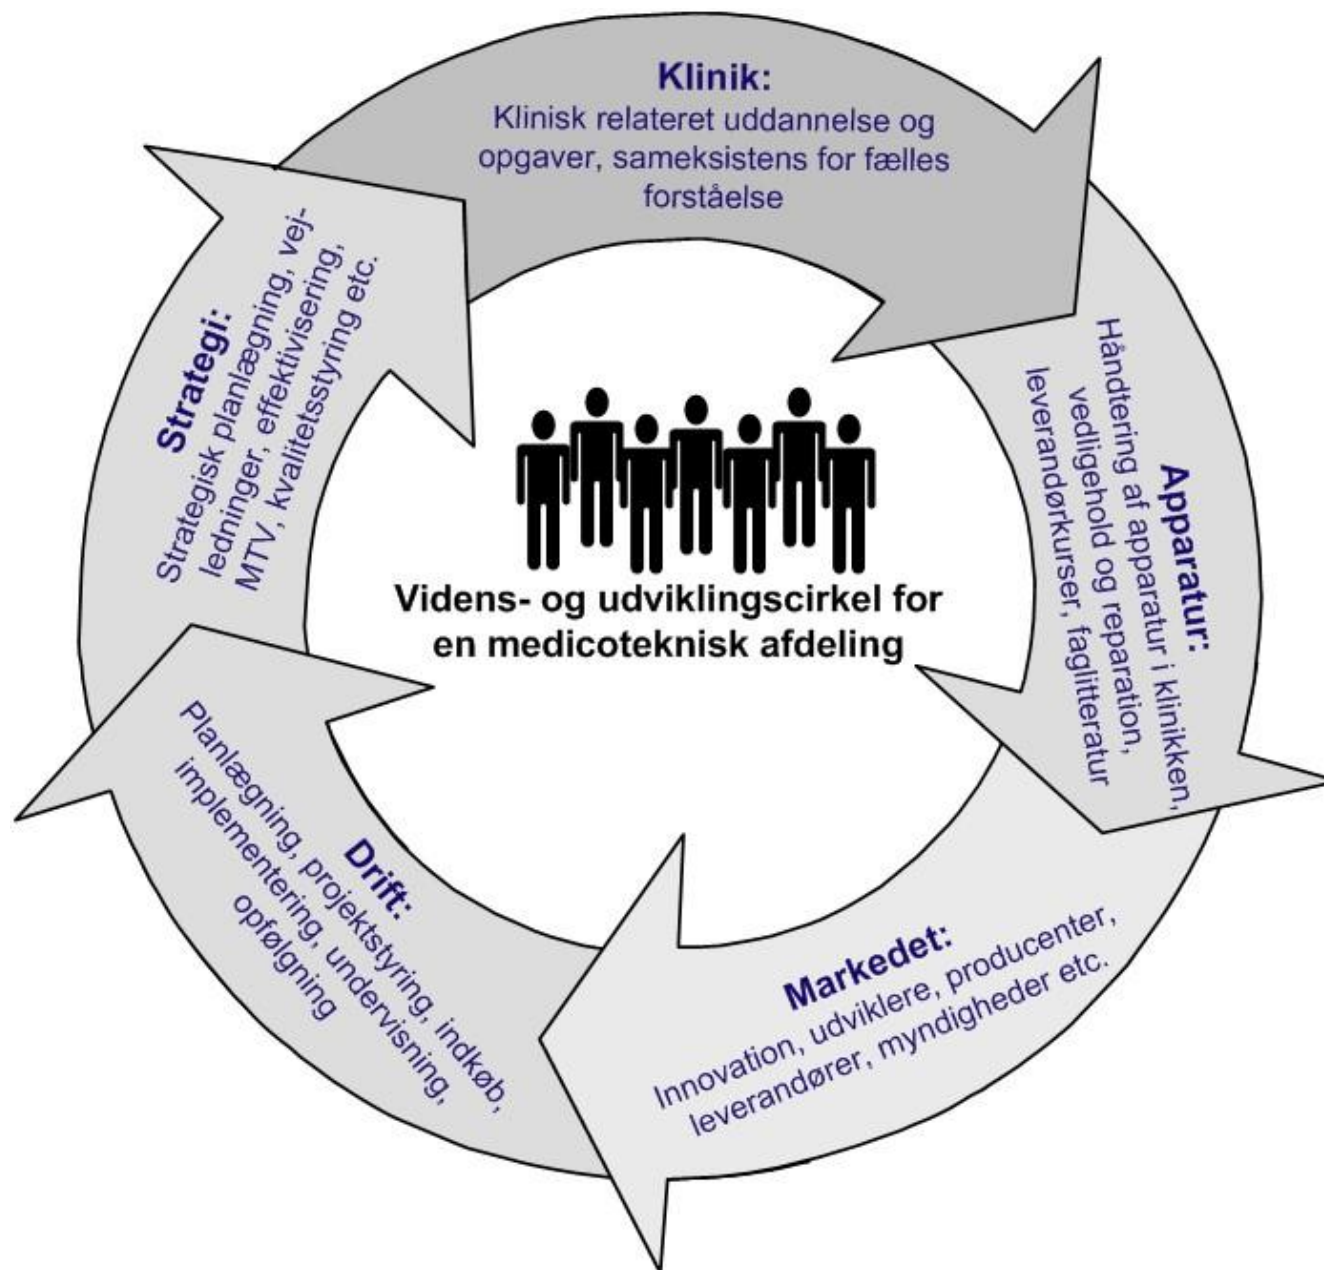 Klinik:
Klinisk relateret uddannelse og
opgaver, sameksistens for fælles
forståelse
Apparatur:
Håndtering af apparatur i klinikken,
vedligehold og reparation,
leverandørkurser, faglitteratur
Markedet:
Innovation, udviklere, producenter,
leverandører, myndigheder etc.
Drift:
Planlægning, projektstyring, indkøb,
implementering, undervisning,
opfølgning
Strategi:
Strategisk planlægning, vej-
ledninger, effektivisering,
MTV, kvalitetsstyring etc.
Videns- og udviklingscirkel for
en medicoteknisk afdeling